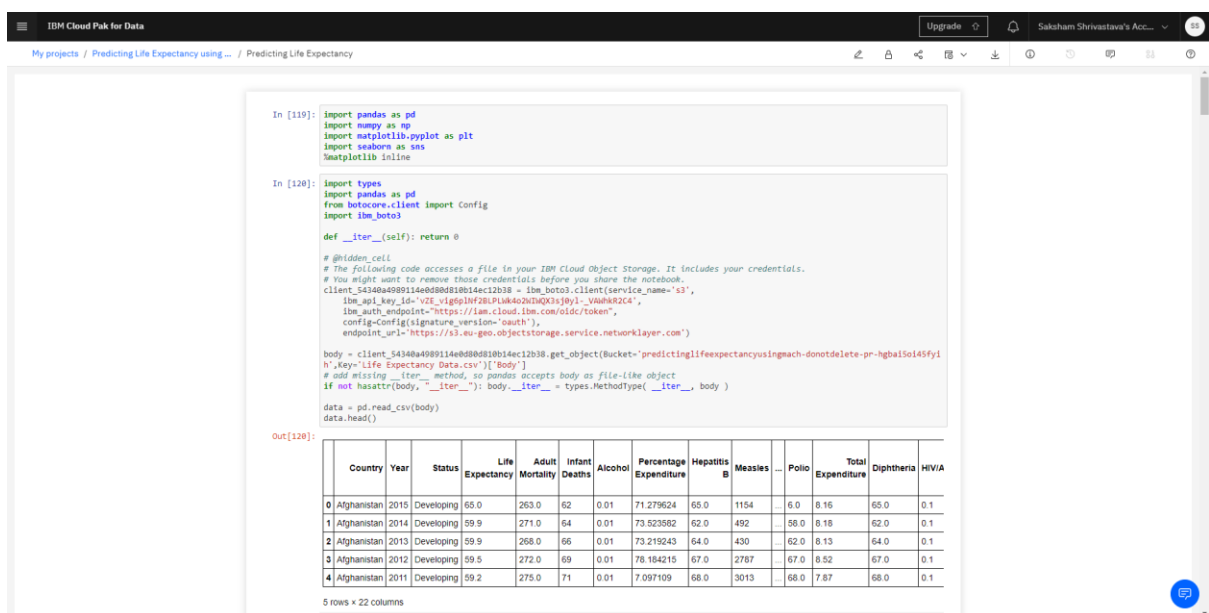 IBM Cloud Pak for Data
Upgrade
Saksham Shrivastava's Acc...
SS
My projects / Predicting Life Expectancy using ... / Predicting Life Expectancy
In [119]: import pandas as pd
import numpy as np
import matplotlib.pyplot as plt
import seaborn as sns
%matplotlib inline
In [120]: import types
import pandas as pd
from botocore.client import Config
import ibm_boto3
def __iter__(self): return 0
# @hidden_cell
# The following code accesses a file in your IBM Cloud Object Storage. It includes your credentials.
# You might want to remove those credentials before you share the notebook.
= ibm_boto3.client(service_name='s3',
ibm_api_key_id=
ibm_auth_endpoint="https://iam.cloud.ibm.com/oidc/token",
config=Config(signature_version='oauth'),
endpoint_url='https://s3.eu-geo.objectstorage.service.networklayer.com')
body =
Key='Life Expectancy Data.csv')['Body']
# add missing __iter__ method, so pandas accepts body as file-like object
if not hasattr(body, "__iter__"): body.__iter__ = types.MethodType( __iter__, body )
data = pd.read_csv(body)
data.head()
Out[120]:
Country Year Status Life Expectancy Adult Mortality Infant Deaths Alcohol Percentage Expenditure Hepatitis B Measles ... Polio Total Expenditure Diphtheria HIV/A
0 Afghanistan 2015 Developing 65.0 263.0 62 0.01 71.279624 65.0 1154 ... 6.0 8.16 65.0 0.1
1 Afghanistan 2014 Developing 59.9 271.0 64 0.01 73.523582 62.0 492 ... 58.0 8.18 62.0 0.1
2 Afghanistan 2013 Developing 59.9 268.0 66 0.01 73.219243 64.0 430 ... 62.0 8.13 64.0 0.1
3 Afghanistan 2012 Developing 59.5 272.0 69 0.01 78.184215 67.0 2787 ... 67.0 8.52 67.0 0.1
4 Afghanistan 2011 Developing 59.2 275.0 71 0.01 7.097109 68.0 3013 ... 68.0 7.87 68.0 0.1
5 rows × 22 columns